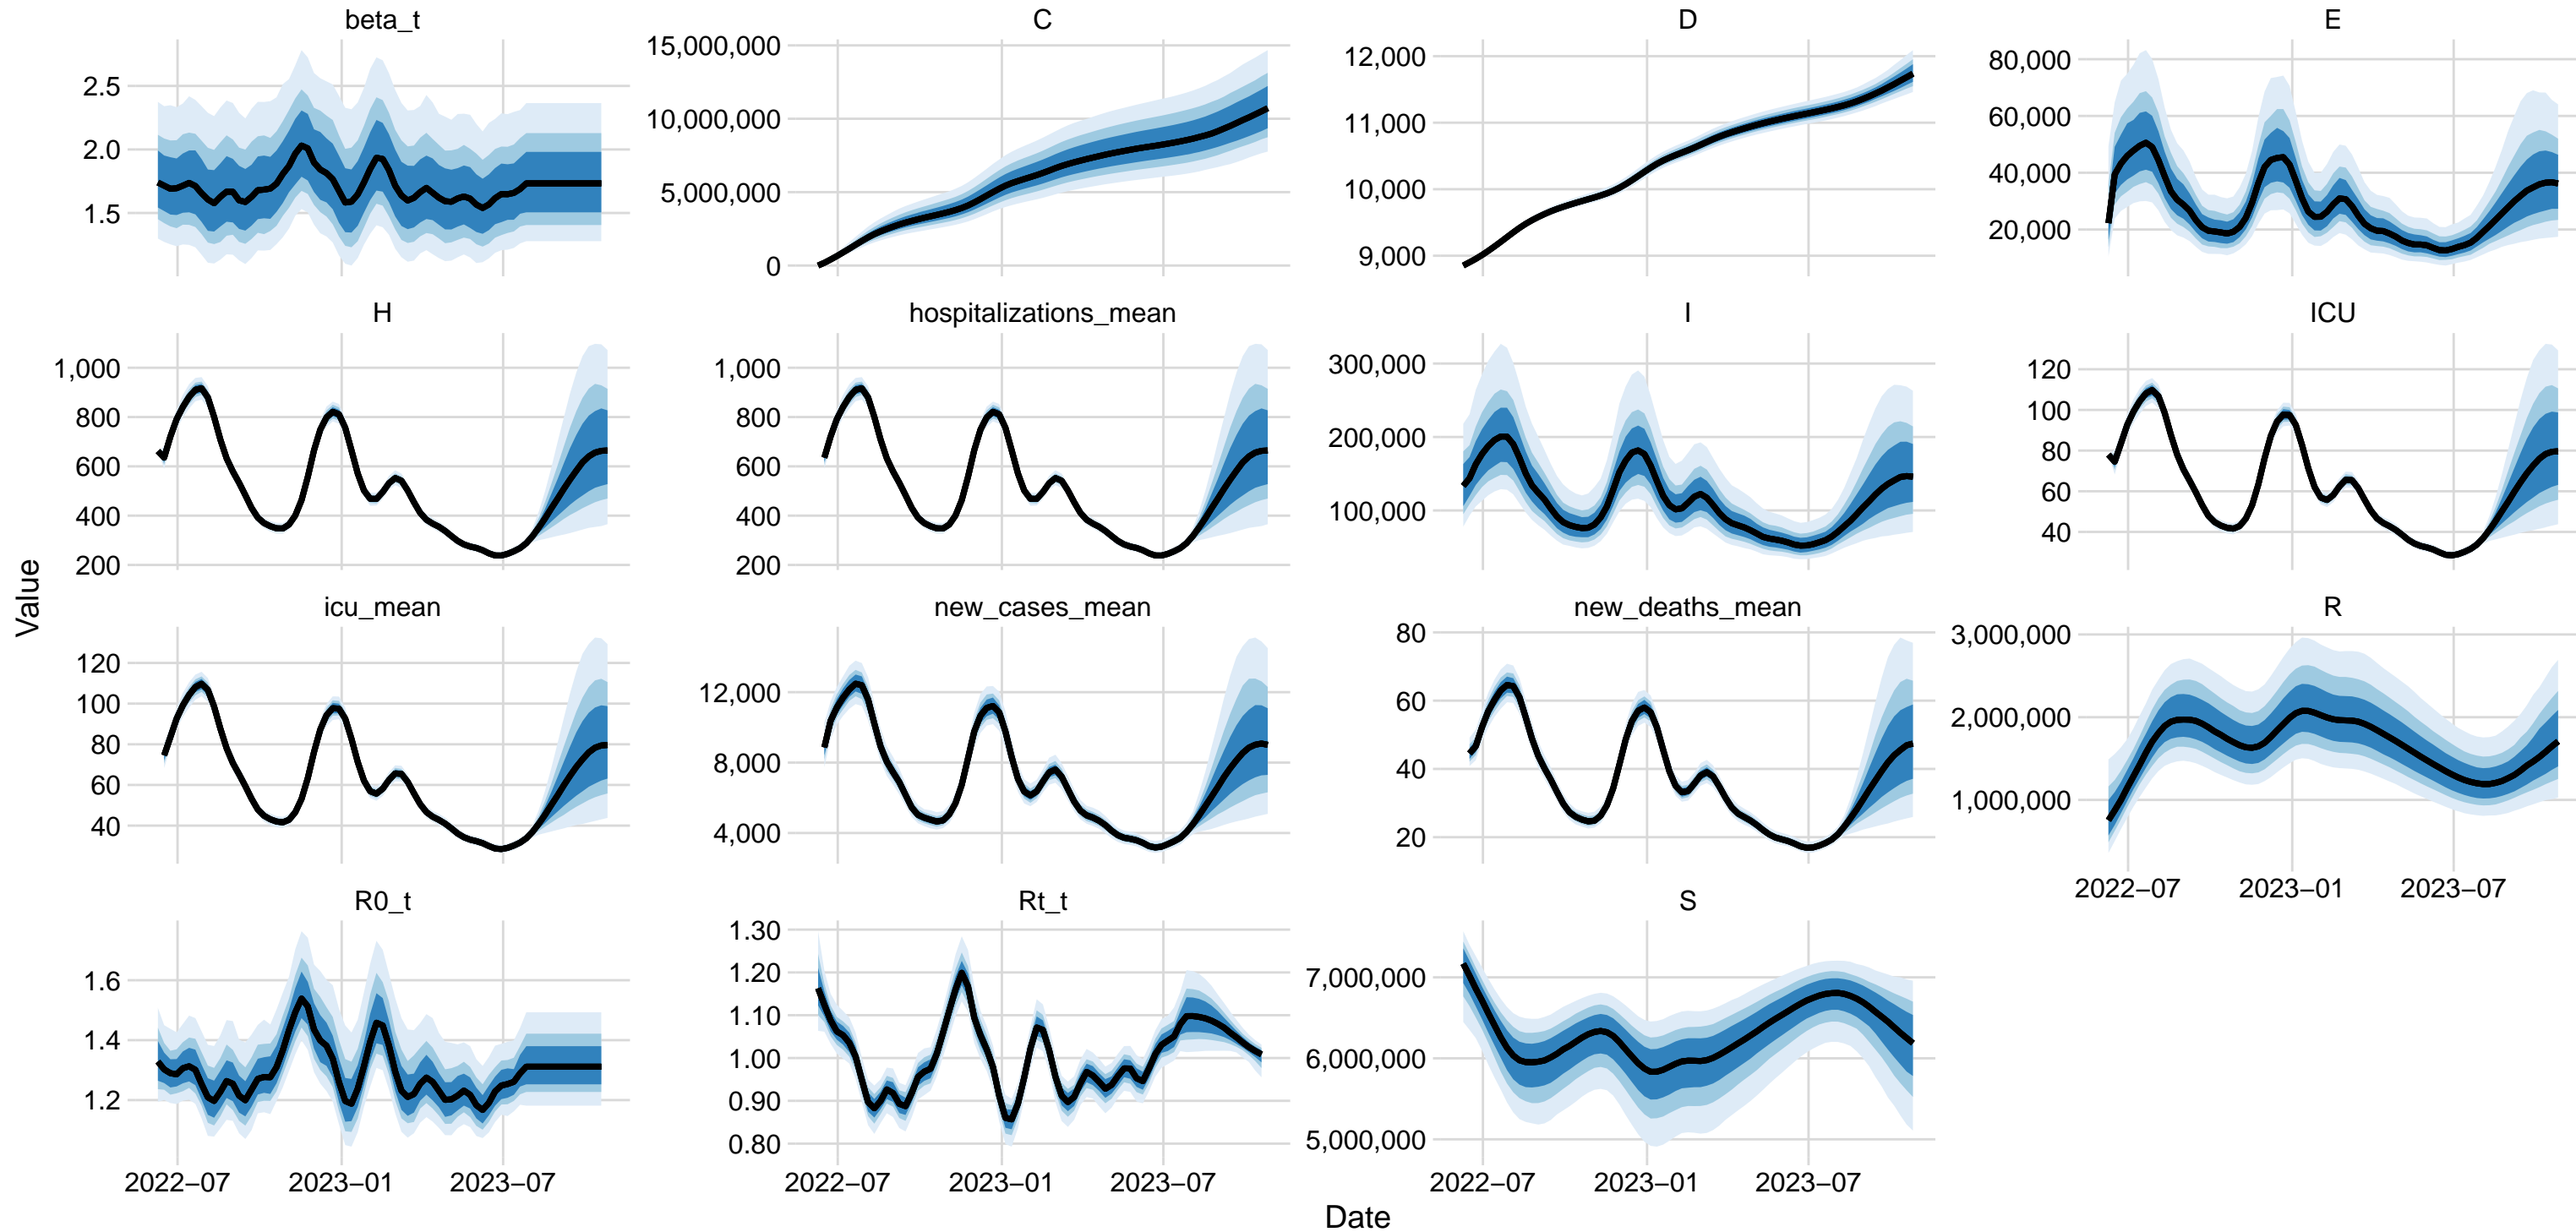 beta_t
C
D
E
2.5
2.0
1.5
15,000,000
10,000,000
5,000,000
0
12,000
11,000
10,000
9,000
80,000
60,000
40,000
20,000
H
hospitalizations_mean
I
ICU
1,000
800
600
400
200
1,000
800
600
400
200
300,000
200,000
100,000
120
100
80
60
40
Value
icu_mean
new_cases_mean
new_deaths_mean
R
120
100
80
60
40
12,000
8,000
4,000
80
60
40
20
3,000,000
2,000,000
1,000,000
2022−07 2023−01 2023−07
R0_t
Rt_t
S
1.6
1.4
1.2
1.30
1.20
1.10
1.00
0.90
0.80
7,000,000
6,000,000
5,000,000
2022−07 2023−01 2023−07
2022−07 2023−01 2023−07
2022−07 2023−01 2023−07
Date